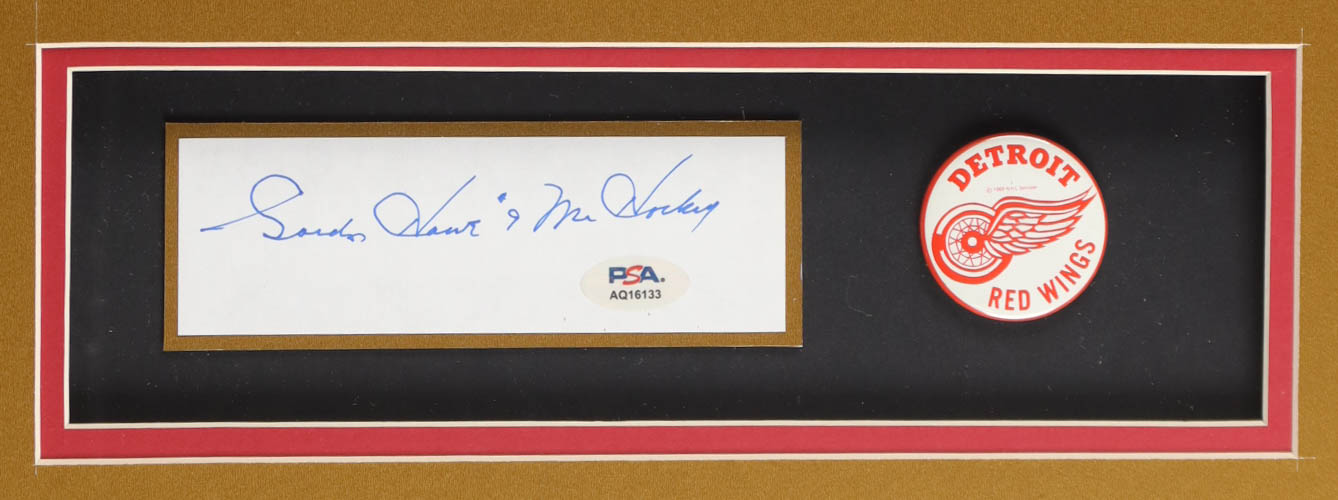 Gordon Howe "9 Mr Hockey
PSA.
AQ16133
DETROIT
RED WINGS